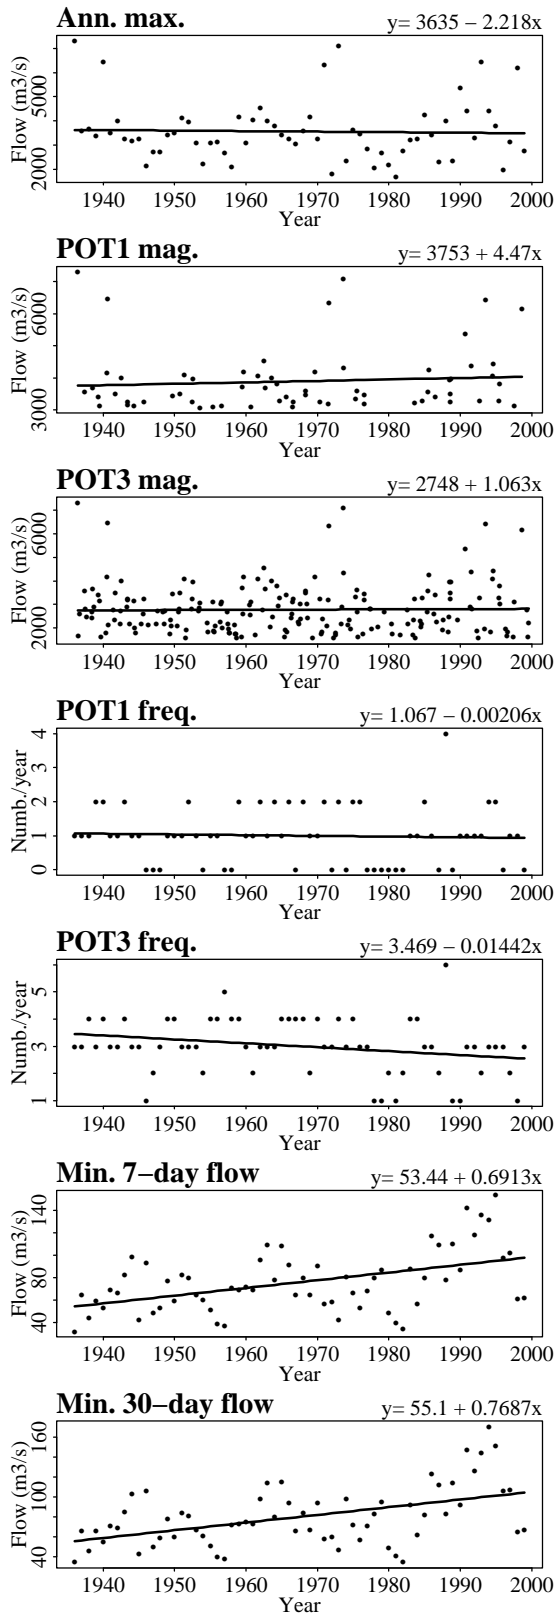 Ann. max. y= 3635 − 2.218x
Flow (m3/s)
5000
2000
1940 1950 1960 1970 1980 1990 2000
Year
POT1 mag. y= 3753 + 4.47x
Flow (m3/s)
6000
3000
1940 1950 1960 1970 1980 1990 2000
Year
POT3 mag. y= 2748 + 1.063x
Flow (m3/s)
6000
2000
1940 1950 1960 1970 1980 1990 2000
Year
POT1 freq. y= 1.067 − 0.00206x
Numb./year
4
3
2
1
0
1940 1950 1960 1970 1980 1990 2000
Year
POT3 freq. y= 3.469 − 0.01442x
Numb./year
5
3
1
1940 1950 1960 1970 1980 1990 2000
Year
Min. 7−day flow y= 53.44 + 0.6913x
Flow (m3/s)
140
80
40
1940 1950 1960 1970 1980 1990 2000
Year
Min. 30−day flow y= 55.1 + 0.7687x
Flow (m3/s)
160
100
40
1940 1950 1960 1970 1980 1990 2000
Year